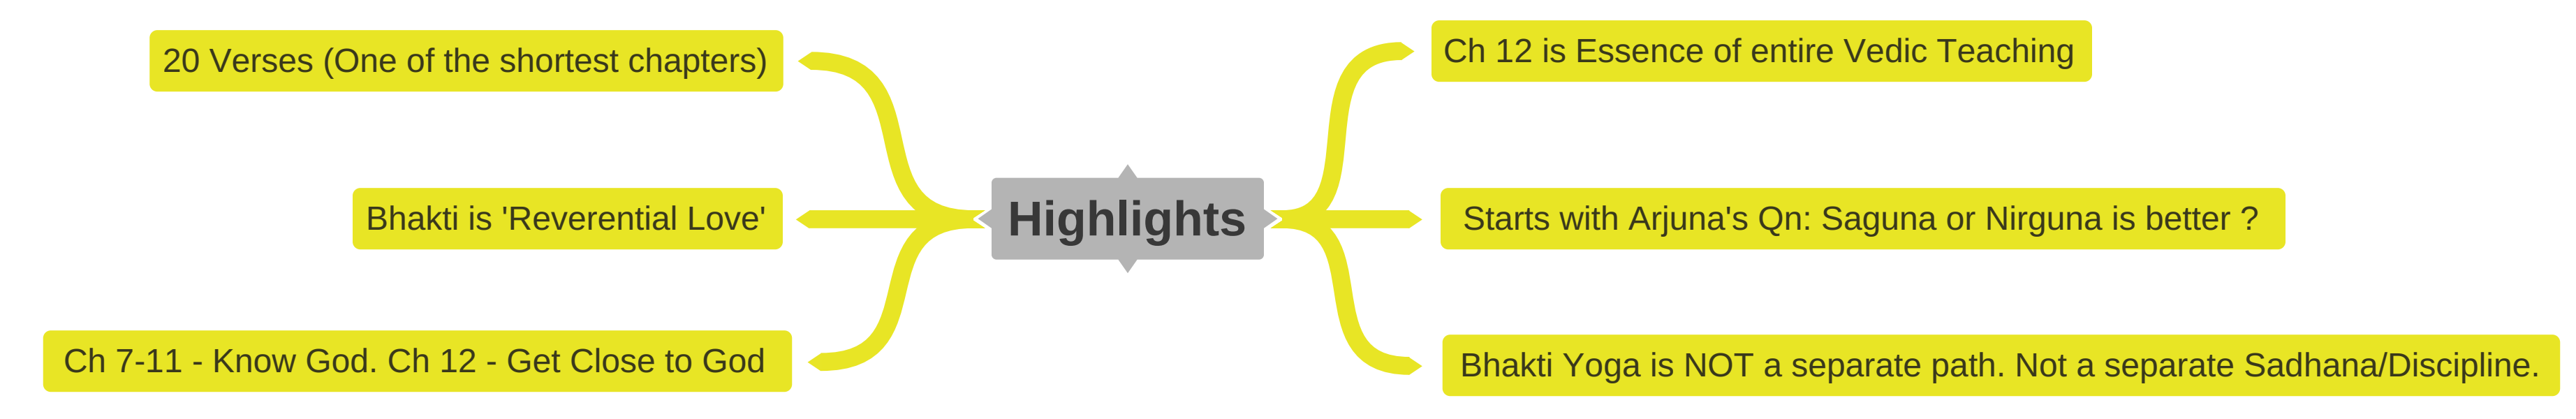 20 Verses (One of the shortest chapters)
Bhakti is 'Reverential Love'
Ch 7-11 - Know God. Ch 12 - Get Close to God
Highlights
Ch 12 is Essence of entire Vedic Teaching
Starts with Arjuna's Qn: Saguna or Nirguna is better ?
Bhakti Yoga is NOT a separate path. Not a separate Sadhana/Discipline.